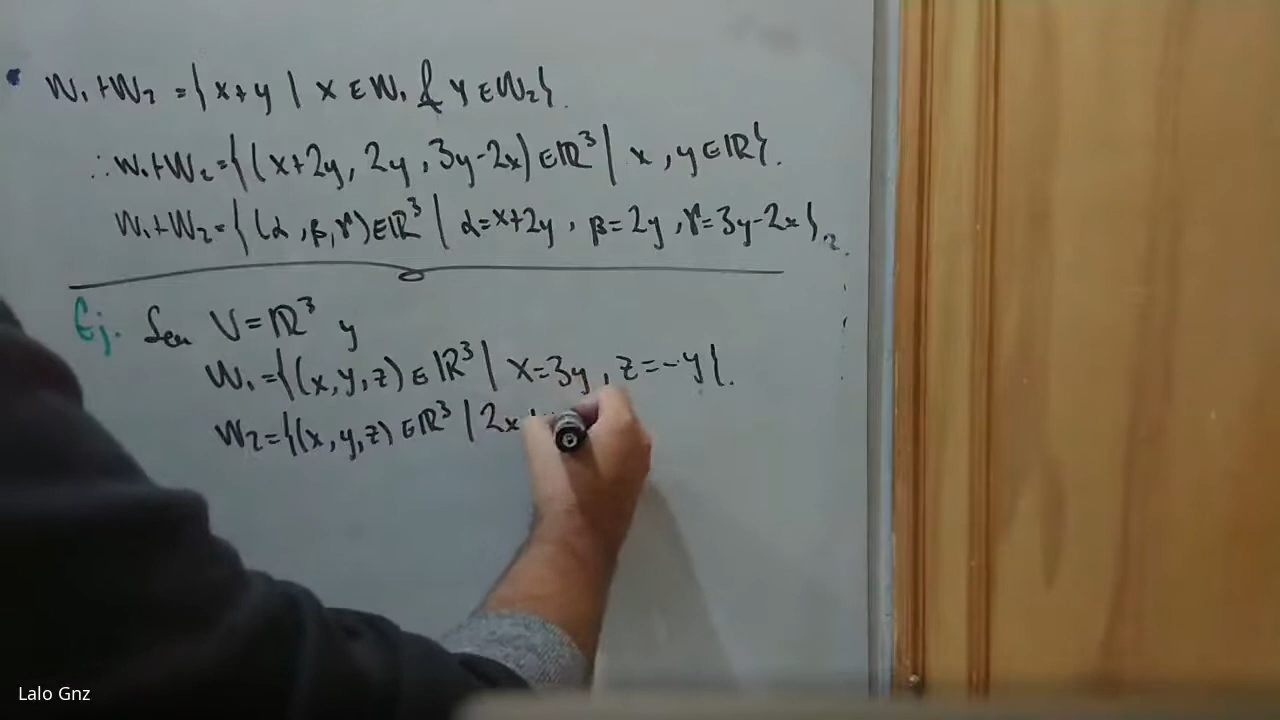 • W₁+W₂ = { x+y | x ∈ W₁ & y ∈ W₂}.
∴ W₁+W₂={(x+2y, 2y, 3y-2x) ∈ ℝ³ | x, y ∈ ℝ}.
W₁+W₂={(α, β, γ) ∈ ℝ³ | α=x+2y, β=2y, γ=3y-2x}
Ej. Sea V=ℝ³ y
W₁={(x, y, z) ∈ ℝ³ | x=3y, z=-y}.
W₂={(x, y, z) ∈ ℝ³ | 2x
Lalo Gnz